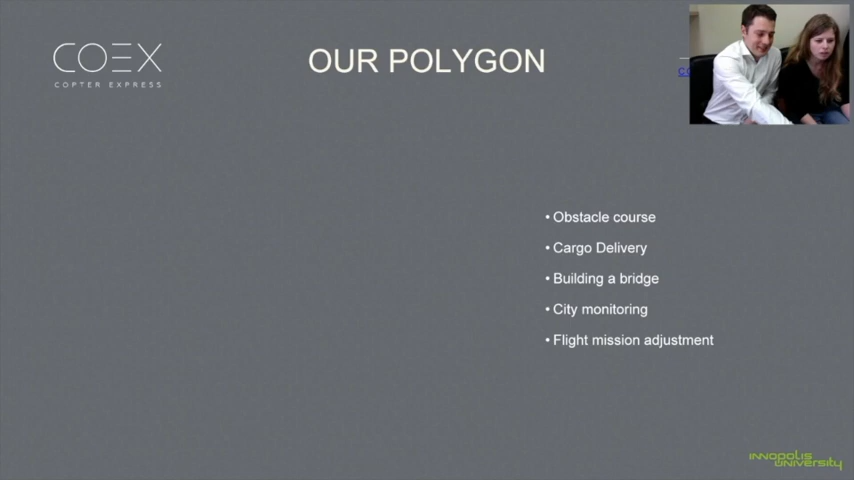 COEX
COPTER EXPRESS
OUR POLYGON
• Obstacle course
• Cargo Delivery
• Building a bridge
• City monitoring
• Flight mission adjustment
INNOPOLIS
UNIVERSITY